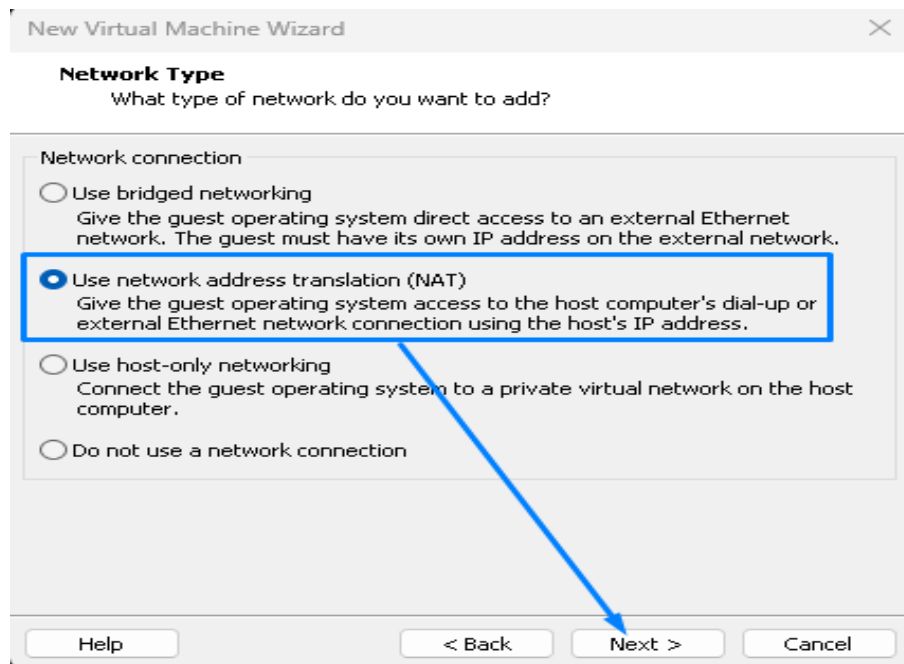 New Virtual Machine Wizard
Network Type
What type of network do you want to add?
Network connection
Use bridged networking
Give the guest operating system direct access to an external Ethernet
network. The guest must have its own IP address on the external network.
Use network address translation (NAT)
Give the guest operating system access to the host computer's dial-up or
external Ethernet network connection using the host's IP address.
Use host-only networking
Connect the guest operating system to a private virtual network on the host
computer.
Do not use a network connection
Help < Back Next > Cancel